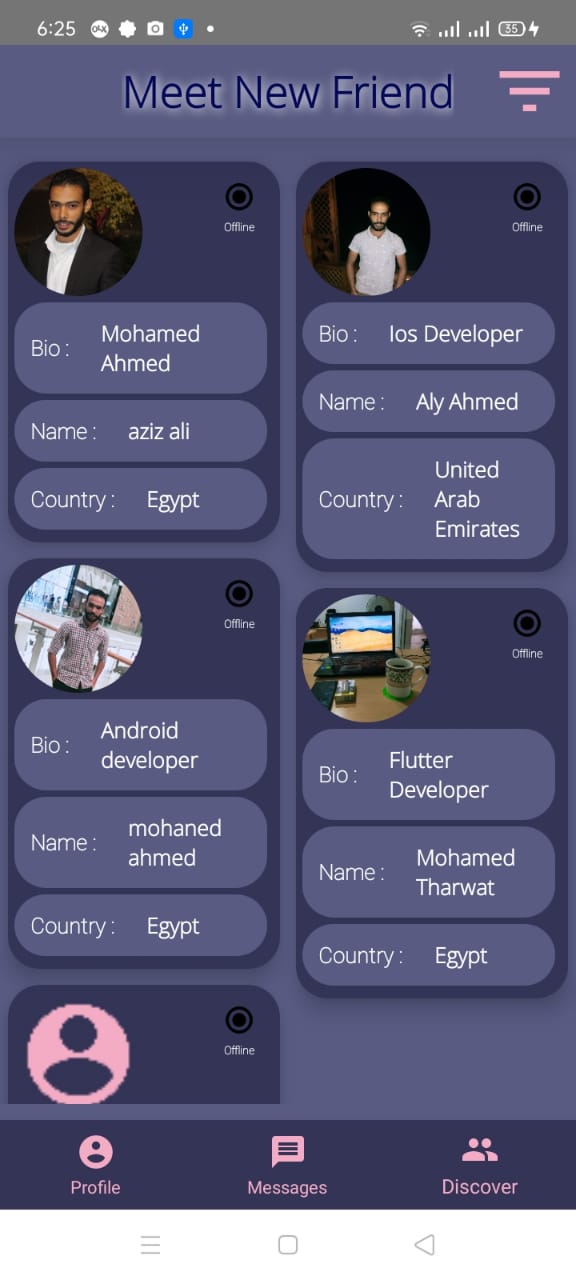 6:25
OLX
35
Meet New Friend
Offline
Bio : Mohamed
Ahmed
Name : aziz ali
Country : Egypt
Offline
Bio : Ios Developer
Name : Aly Ahmed
Country : United
Arab
Emirates
Offline
Bio : Android
developer
Name : mohaned
ahmed
Country : Egypt
Offline
Bio : Flutter
Developer
Name : Mohamed
Tharwat
Country : Egypt
Offline
Profile
Messages
Discover